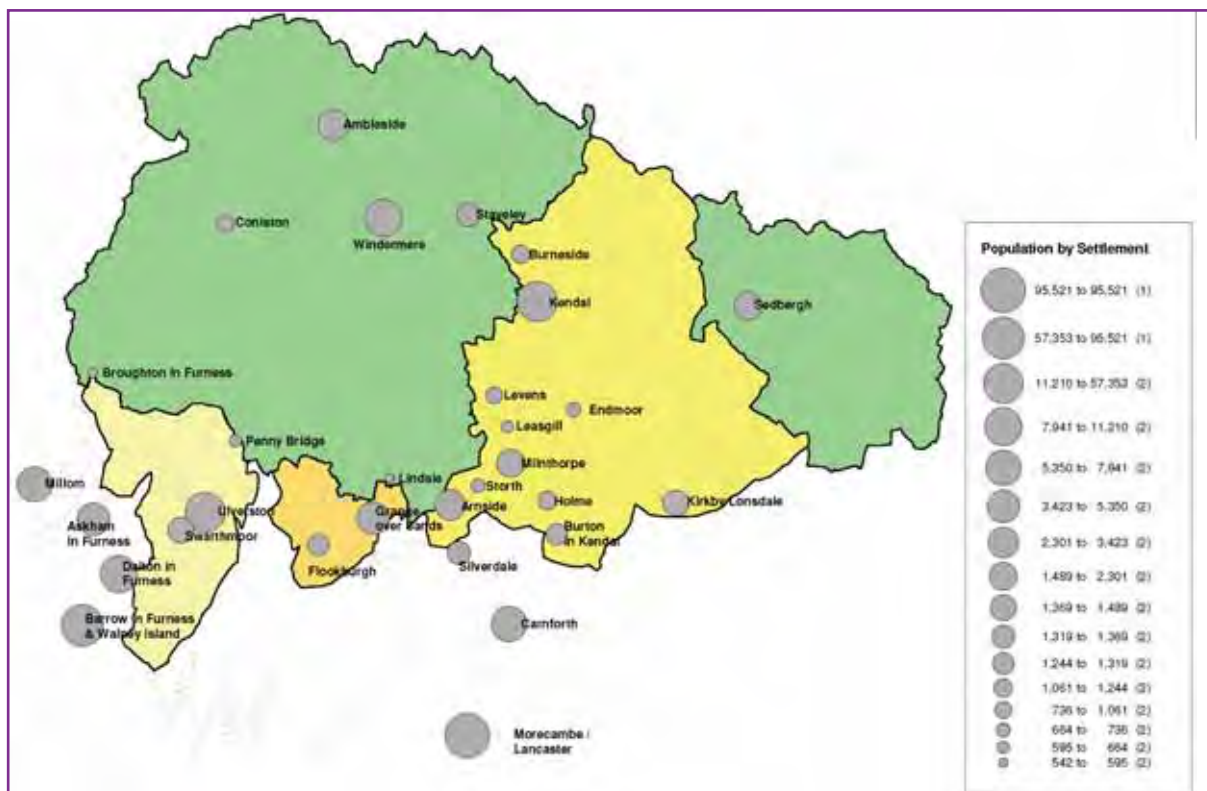 Ambleside
Coniston
Windermere
Staveley
Burneside
Kendal
Sedbergh
Broughton in Furness
Levens
Endmoor
Leasgill
Penny Bridge
Milnthorpe
Lindale
Storth
Millom
Holme
Kirkby Lonsdale
Arnside
Grange
over Sands
Ulverston
Swarthmoor
Askham
in Furness
Burton
in Kendal
Flookburgh
Silverdale
Dalton in
Furness
Barrow in Furness
& Walney Island
Carnforth
Morecambe /
Lancaster
Population by Settlement
95,521 to 95,521 (1)
57,353 to 95,521 (1)
11,210 to 57,353 (2)
7,941 to 11,210 (2)
5,350 to 7,941 (2)
3,423 to 5,350 (2)
2,301 to 3,423 (2)
1,489 to 2,301 (2)
1,369 to 1,489 (2)
1,319 to 1,369 (2)
1,244 to 1,319 (2)
1,061 to 1,244 (2)
736 to 1,061 (2)
664 to 736 (2)
595 to 664 (2)
542 to 595 (2)